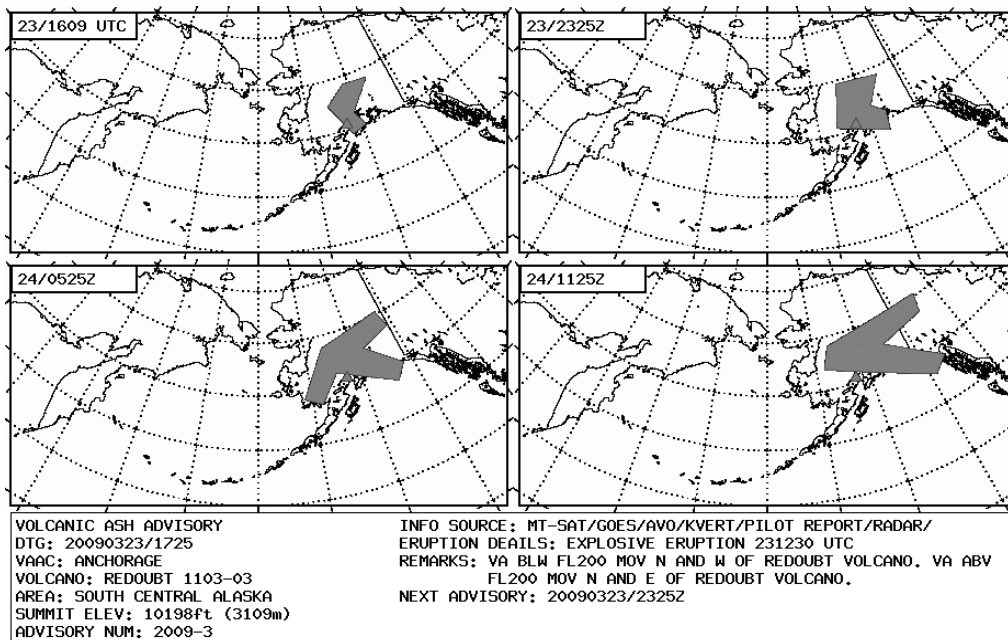 23/1609 UTC
23/2325Z
24/0525Z
24/1125Z
VOLCANIC ASH ADVISORY
DTG: 20090323/1725
VAAC: ANCHORAGE
VOLCANO: REDOUBT 1103-03
AREA: SOUTH CENTRAL ALASKA
SUMMIT ELEV: 10198ft (3109m)
ADVISORY NUM: 2009-3
INFO SOURCE: MT-SAT/GOES/AVO/KVERT/PILOT REPORT/RADAR/
ERUPTION DEAILS: EXPLOSIVE ERUPTION 231230 UTC
REMARKS: VA BLW FL200 MOV N AND W OF REDOUBT VOLCANO. VA ABV
FL200 MOV N AND E OF REDOUBT VOLCANO.
NEXT ADVISORY: 20090323/2325Z